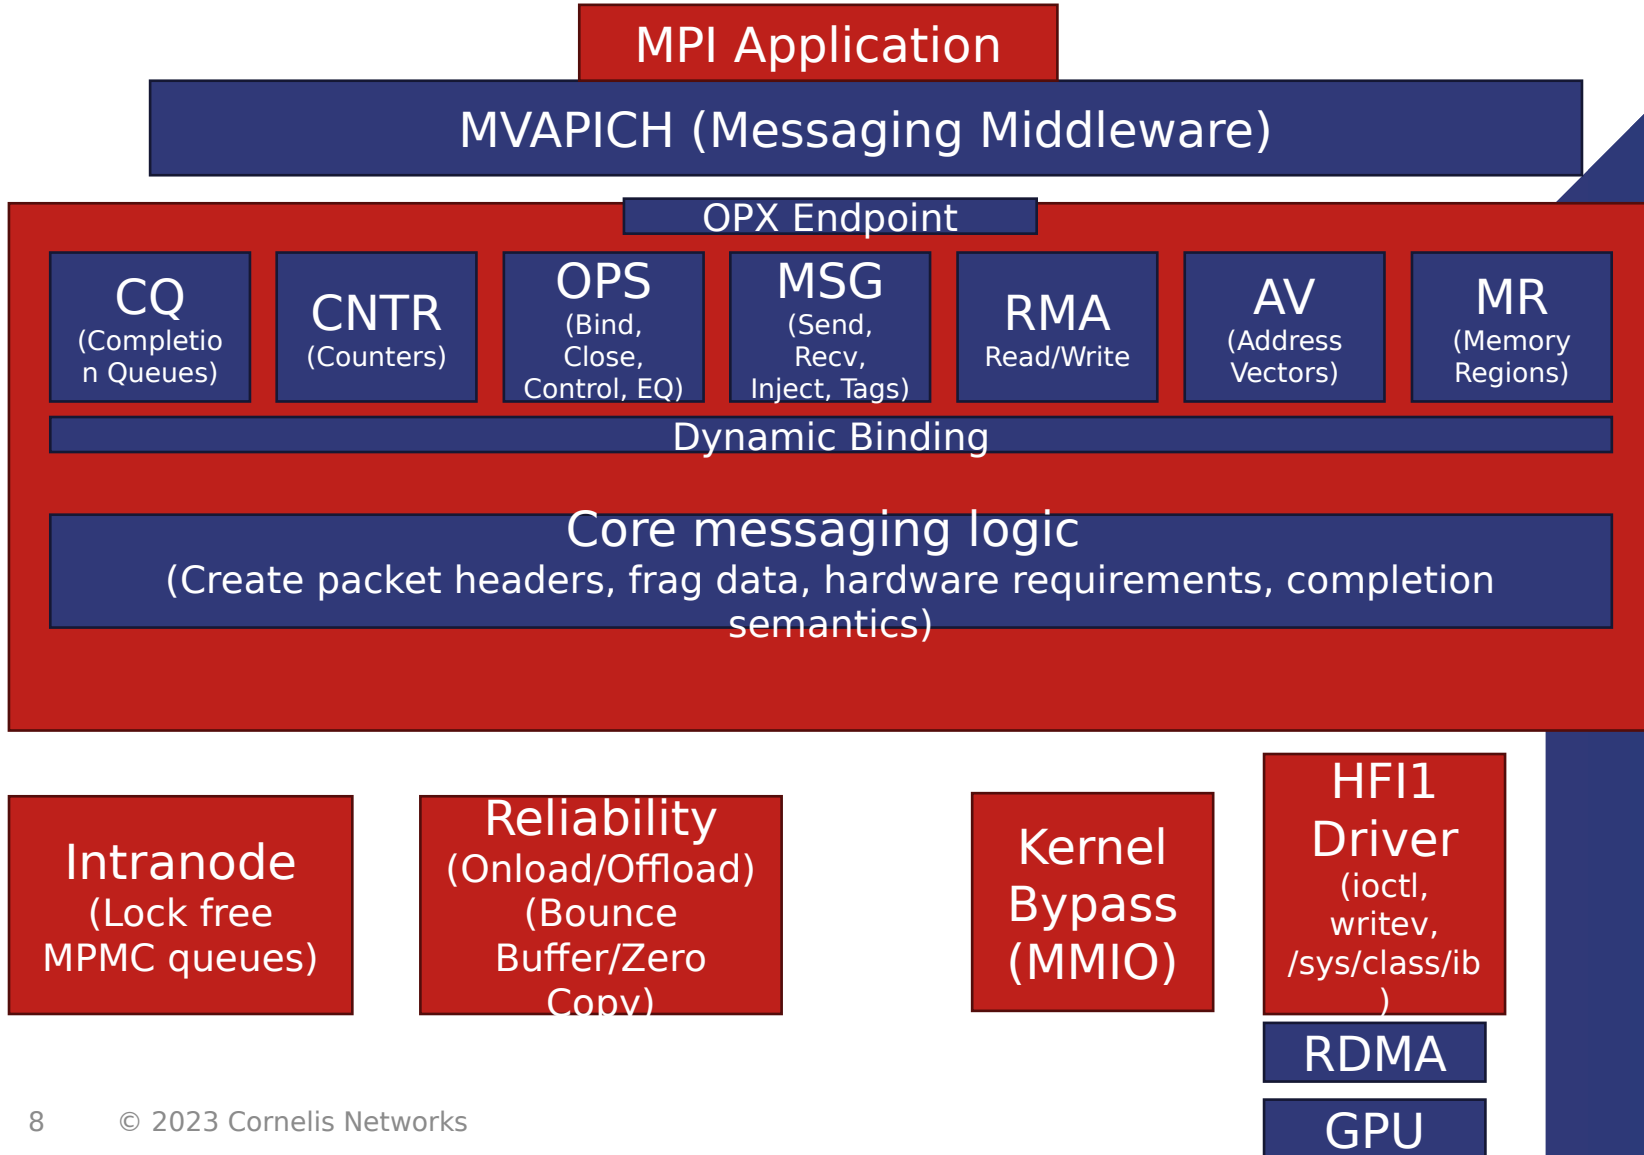 MPI Application
MVAPICH (Messaging Middleware)
OPX Endpoint
CQ
(Completio
n Queues)
CNTR
(Counters)
OPS
(Bind,
Close,
Control, EQ)
MSG
(Send,
Recv,
Inject, Tags)
RMA
Read/Write
AV
(Address
Vectors)
MR
(Memory
Regions)
Dynamic Binding
Core messaging logic
(Create packet headers, frag data, hardware requirements, completion
semantics)
Intranode
(Lock free
MPMC queues)
Reliability
(Onload/Offload)
(Bounce
Buffer/Zero
Copy)
Kernel
Bypass
(MMIO)
HFI1
Driver
(ioctl,
writev,
/sys/class/ib
)
RDMA
GPU
8 © 2023 Cornelis Networks